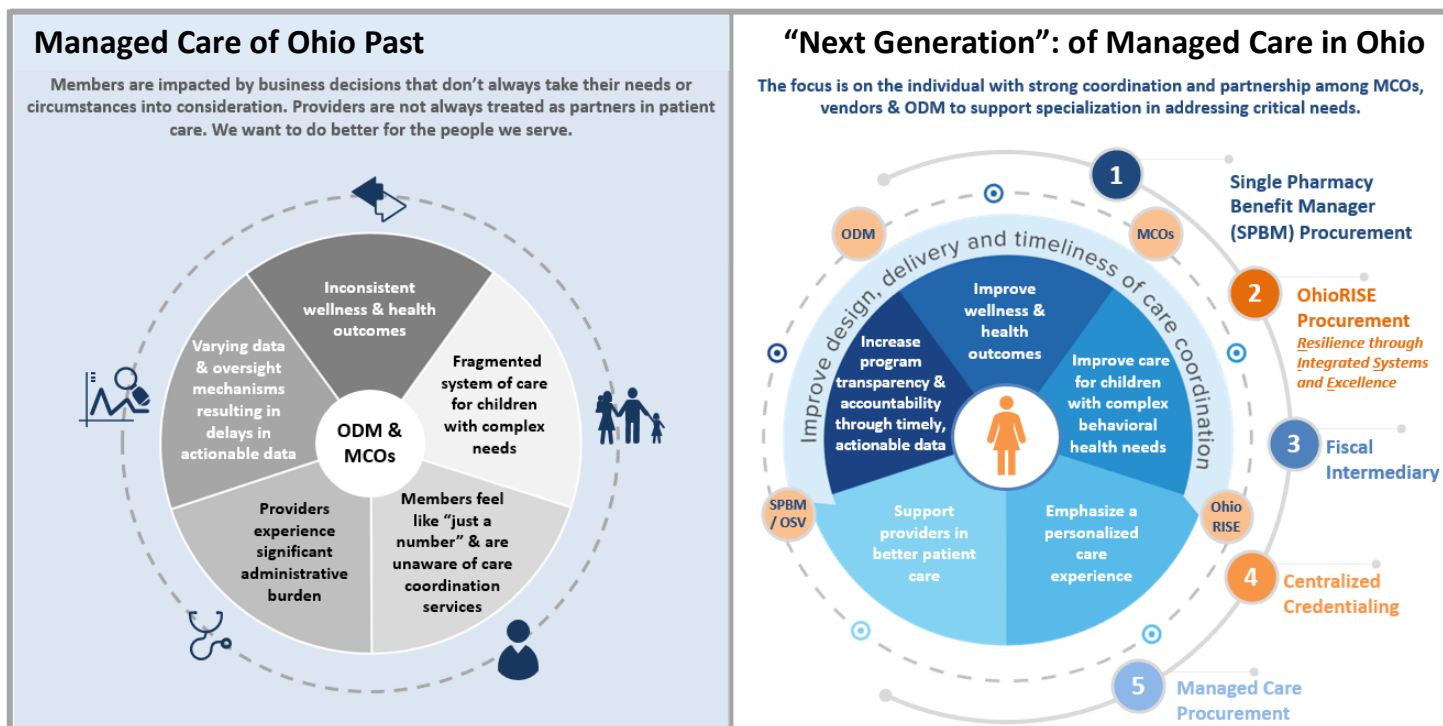 Managed Care of Ohio Past
Members are impacted by business decisions that don’t always take their needs or
circumstances into consideration. Providers are not always treated as partners in patient
care. We want to do better for the people we serve.
Inconsistent
wellness & health
outcomes
Fragmented
system of care
for children
with complex
needs
Members feel
like “just a
number” & are
unaware of care
coordination
services
Providers
experience
significant
administrative
burden
Varying data
& oversight
mechanisms
resulting in
delays in
actionable data
ODM &
MCOs
“Next Generation”: of Managed Care in Ohio
The focus is on the individual with strong coordination and partnership among MCOs,
vendors & ODM to support specialization in addressing critical needs.
ODM
MCOs
Ohio
RISE
SPBM
/ OSV
Improve design, delivery and timeliness of care coordination
Improve
wellness &
health
outcomes
Improve care
for children
with complex
behavioral
health needs
Emphasize a
personalized
care
experience
Support
providers in
better patient
care
Increase
program
transparency &
accountability
through timely,
actionable data
1
Single Pharmacy
Benefit Manager
(SPBM) Procurement
2
OhioRISE
Procurement
Resilience through
Integrated Systems
and Excellence
3
Fiscal
Intermediary
4
Centralized
Credentialing
5
Managed Care
Procurement